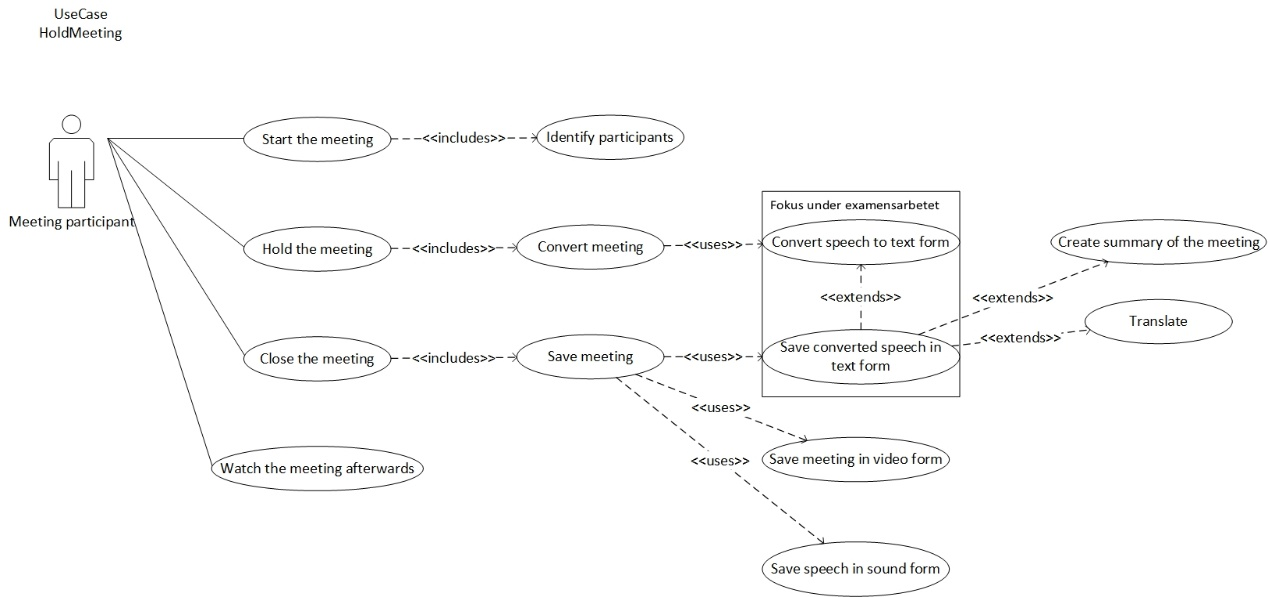 UseCase
HoldMeeting
Start the meeting
<<includes>>
Identify participants
Meeting participant
Fokus under examensarbetet
Hold the meeting
<<includes>>
Convert meeting
<<uses>>
Convert speech to text form
Create summary of the meeting
<<extends>>
<<extends>>
Translate
<<extends>>
Close the meeting
<<includes>>
Save meeting
<<uses>>
Save converted speech in
text form
<<uses>>
<<uses>>
Watch the meeting afterwards
Save meeting in video form
Save speech in sound form